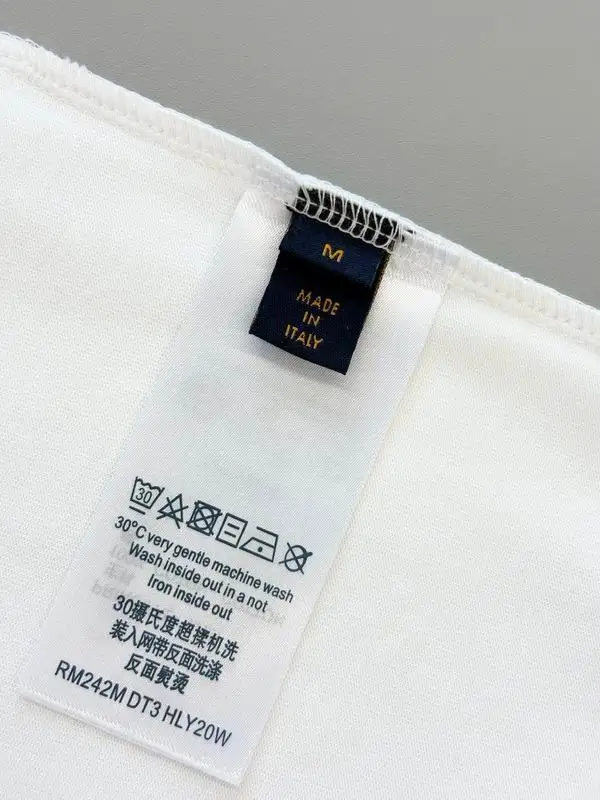 M
MADE
IN
ITALY
30
30°C very gentle machine wash
Wash inside out in a not
Iron inside out
30摄氏度超揉机洗
装入网带反面洗涤
反面熨烫
RM242M DT3 HLY20W